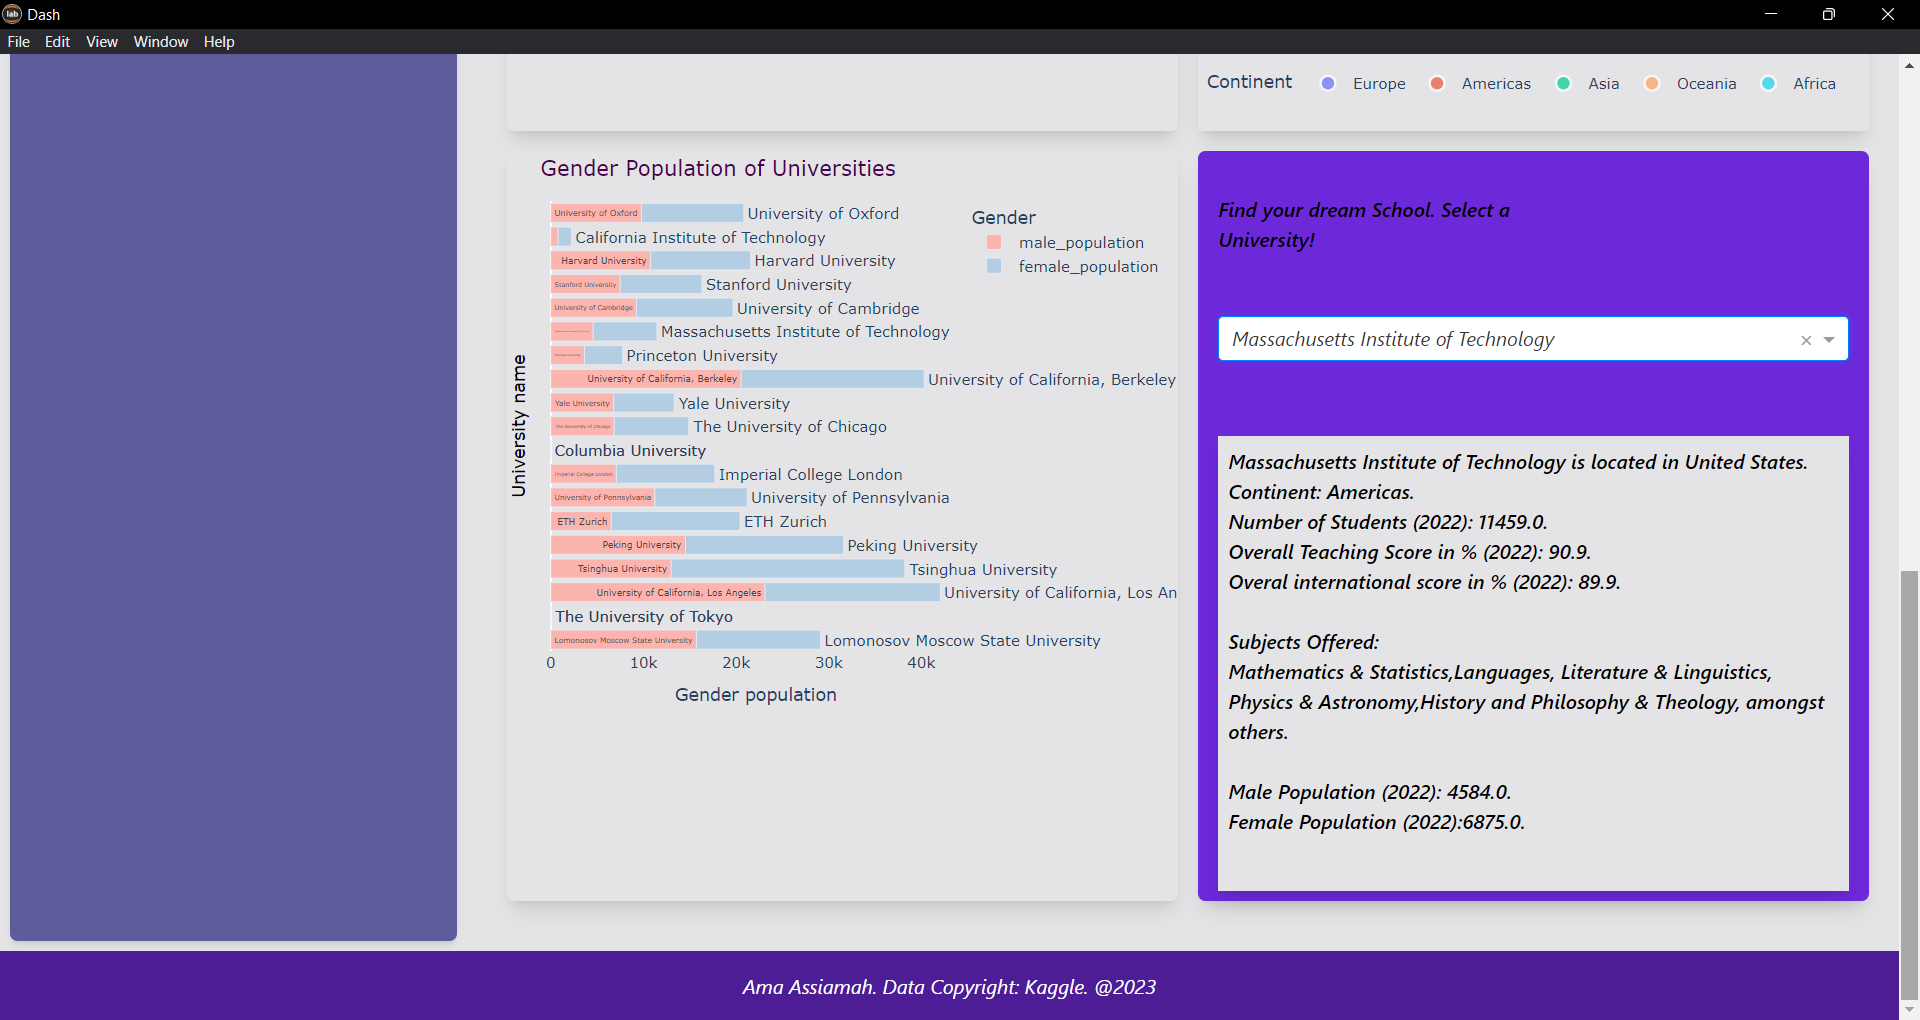 lab Dash
File Edit View Window Help
Continent Europe Americas Asia Oceania Africa
Gender Population of Universities
University name
University of Oxford University of Oxford
California Institute of Technology
Harvard University Harvard University
Stanford University Stanford University
University of Cambridge University of Cambridge
Massachusetts Institute of Technology
Princeton University
University of California, Berkeley University of California, Berkeley
Yale University Yale University
The University of Chicago The University of Chicago
Columbia University
Imperial College London Imperial College London
University of Pennsylvania University of Pennsylvania
ETH Zurich ETH Zurich
Peking University Peking University
Tsinghua University Tsinghua University
University of California, Los Angeles University of California, Los An
The University of Tokyo
Lomonosov Moscow State University Lomonosov Moscow State University
0 10k 20k 30k 40k
Gender population
Gender
male_population
female_population
Find your dream School. Select a
University!
Massachusetts Institute of Technology ×
Massachusetts Institute of Technology is located in United States.
Continent: Americas.
Number of Students (2022): 11459.0.
Overall Teaching Score in % (2022): 90.9.
Overal international score in % (2022): 89.9.
Subjects Offered:
Mathematics & Statistics,Languages, Literature & Linguistics,
Physics & Astronomy,History and Philosophy & Theology, amongst
others.
Male Population (2022): 4584.0.
Female Population (2022):6875.0.
Ama Assiamah. Data Copyright: Kaggle. @2023